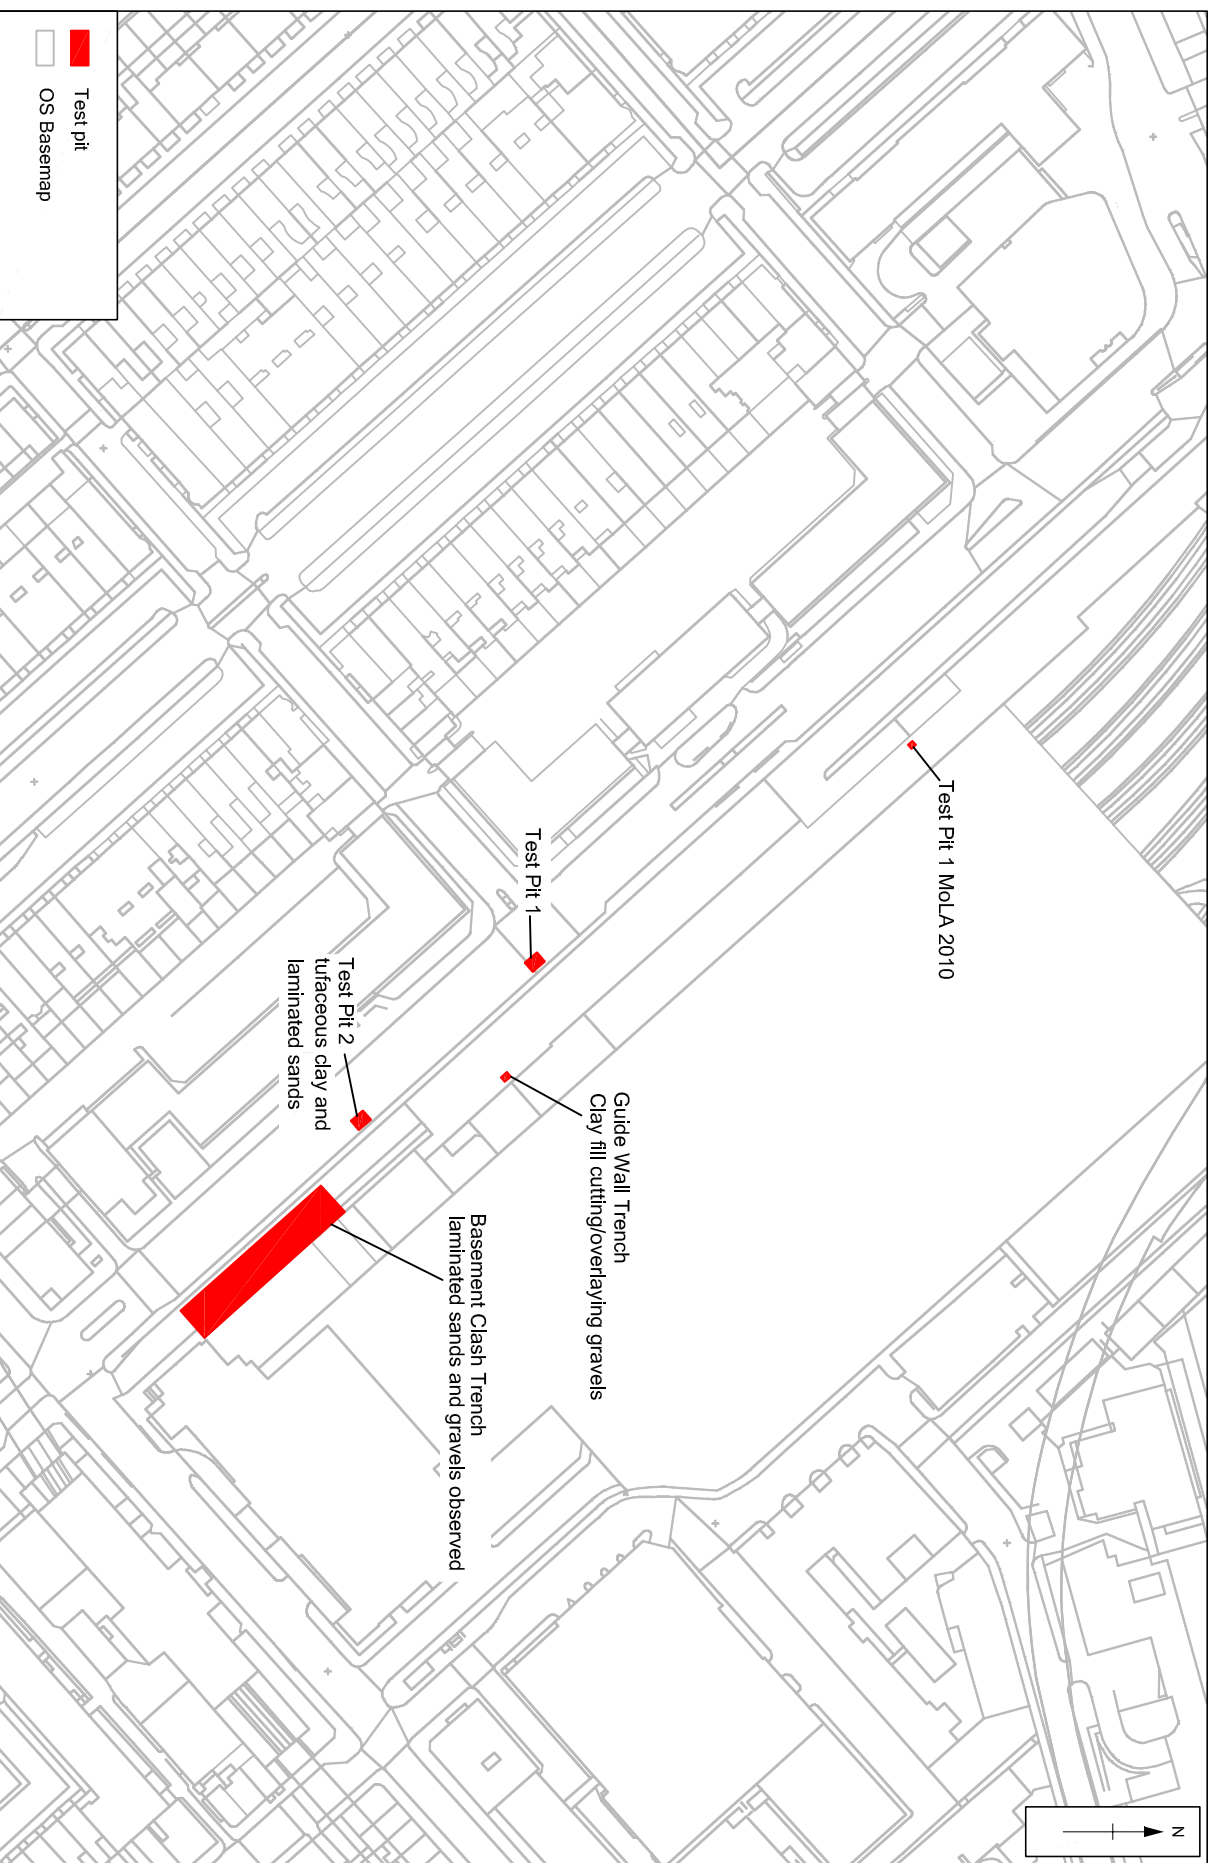 Test Pit 1 MoLA 2010
Guide Wall Trench
Clay fill cutting/overlaying gravels
Test Pit 1
Basement Clash Trench
laminated sands and gravels observed
Test Pit 2
tufaceous clay and
laminated sands
Test pit
OS Basemap
N